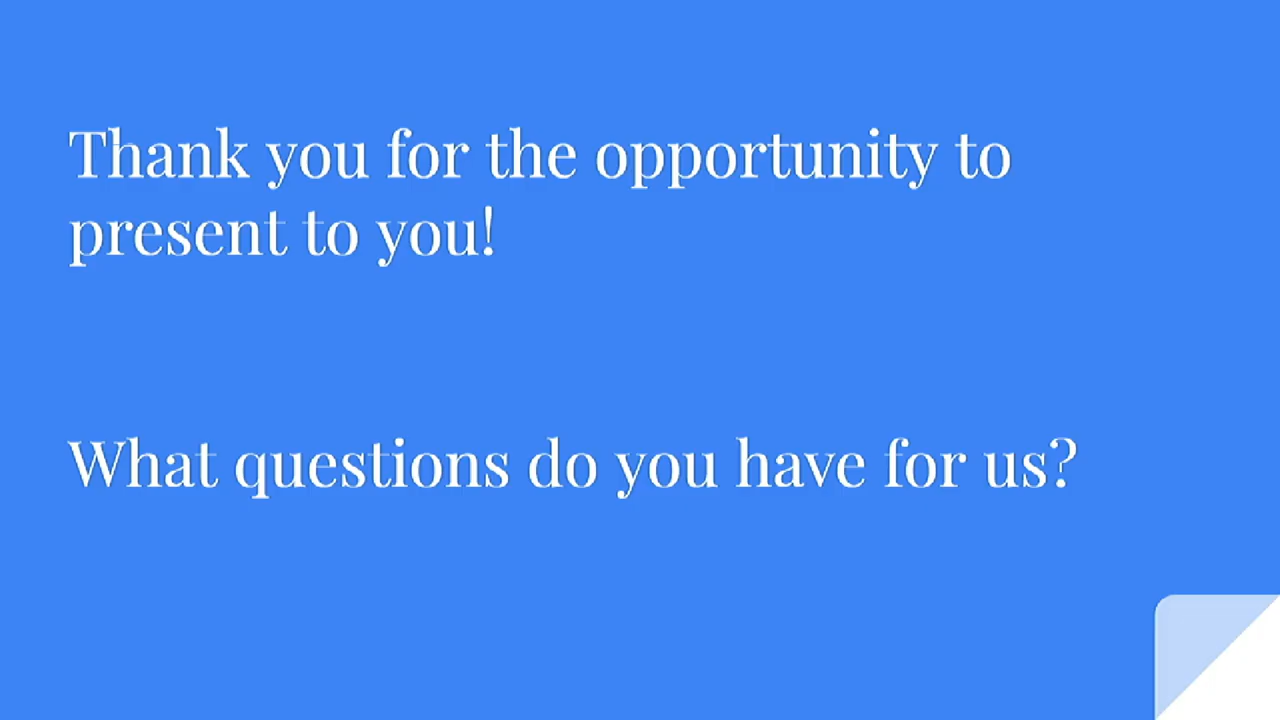 Thank you for the opportunity to
present to you!
What questions do you have for us?